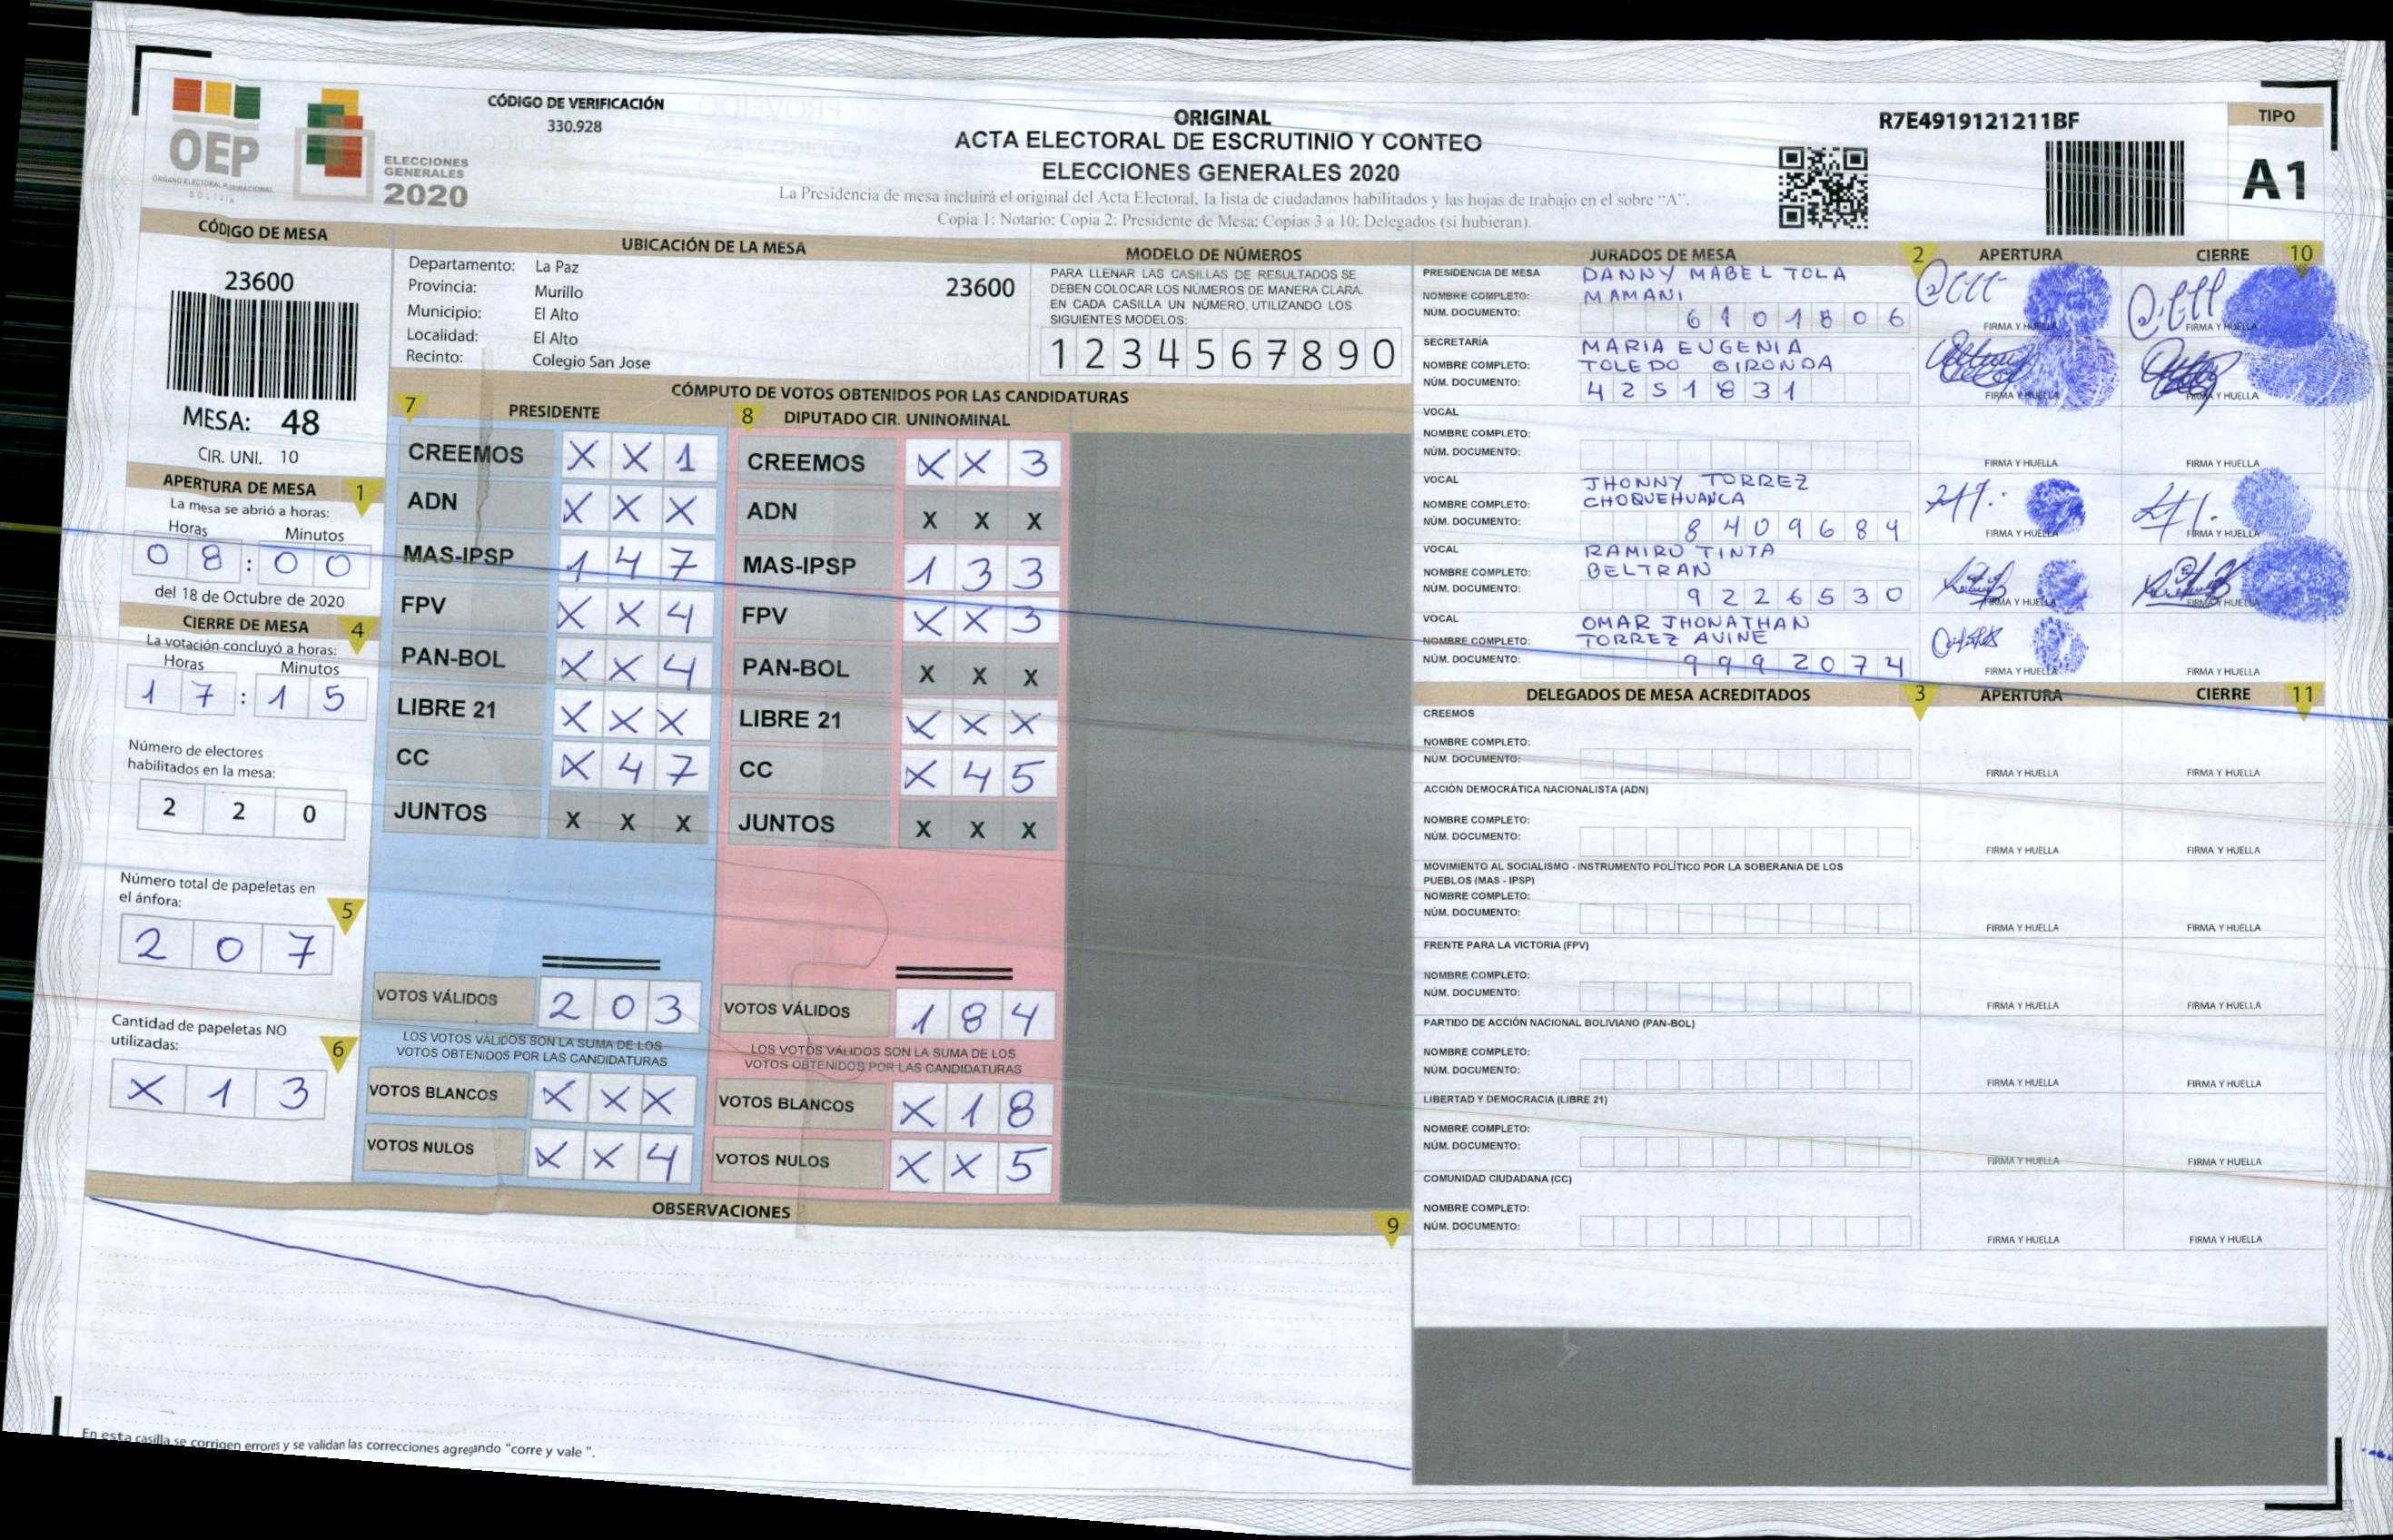 OEP
ÓRGANO ELECTORAL PLURINACIONAL
BOLIVIA
ELECCIONES
GENERALES
2020
CÓDIGO DE VERIFICACIÓN
330.928
ORIGINAL
ACTA ELECTORAL DE ESCRUTINIO Y CONTEO
ELECCIONES GENERALES 2020
La Presidencia de mesa incluirá el original del Acta Electoral, la lista de ciudadanos habilitados y las hojas de trabajo en el sobre “A”.
Copia 1: Notario: Copia 2: Presidente de Mesa: Copias 3 a 10: Delegados (si hubieran).
R7E4919121211BF
TIPO
A1
CÓDIGO DE MESA
23600
MESA: 48
CIR. UNI. 10
APERTURA DE MESA 1
La mesa se abrió a horas:
Horas Minutos
0 8 : 0 0
del 18 de Octubre de 2020
CIERRE DE MESA 4
La votación concluyó a horas:
Horas Minutos
1 7 : 1 5
Número de electores
habilitados en la mesa:
2 2 0
Número total de papeletas en
el ánfora: 5
2 0 7
Cantidad de papeletas NO
utilizadas: 6
X 1 3
UBICACIÓN DE LA MESA
Departamento: La Paz
Provincia: Murillo
Municipio: El Alto
Localidad: El Alto
Recinto: Colegio San Jose
23600
MODELO DE NÚMEROS
PARA LLENAR LAS CASILLAS DE RESULTADOS SE
DEBEN COLOCAR LOS NÚMEROS DE MANERA CLARA.
EN CADA CASILLA UN NÚMERO, UTILIZANDO LOS
SIGUIENTES MODELOS:
1 2 3 4 5 6 7 8 9 0
CÓMPUTO DE VOTOS OBTENIDOS POR LAS CANDIDATURAS
7 PRESIDENTE
CREEMOS X X 1
ADN X X X
MAS-IPSP 1 4 7
FPV X X 4
PAN-BOL X X 4
LIBRE 21 X X X
CC X 4 7
JUNTOS X X X
VOTOS VÁLIDOS 2 0 3
LOS VOTOS VÁLIDOS SON LA SUMA DE LOS
VOTOS OBTENIDOS POR LAS CANDIDATURAS
VOTOS BLANCOS X X X
VOTOS NULOS X X 4
8 DIPUTADO CIR. UNINOMINAL
CREEMOS X X 3
ADN X X X
MAS-IPSP 1 3 3
FPV X X 3
PAN-BOL X X X
LIBRE 21 X X X
CC X 4 5
JUNTOS X X X
VOTOS VÁLIDOS 1 8 4
LOS VOTOS VÁLIDOS SON LA SUMA DE LOS
VOTOS OBTENIDOS POR LAS CANDIDATURAS
VOTOS BLANCOS X 1 8
VOTOS NULOS X X 5
OBSERVACIONES 9
En esta casilla se corrigen errores y se validan las correcciones agregando "corre y vale ".
JURADOS DE MESA 2 APERTURA CIERRE 10
PRESIDENCIA DE MESA DANNY MABEL TOLA
NOMBRE COMPLETO: MAMANI
NÚM. DOCUMENTO: 6 1 0 1 8 0 6
FIRMA Y HUELLA FIRMA Y HUELLA
SECRETARÍA MARIA EUGENIA
NOMBRE COMPLETO: TOLEDO GIRONDA
NÚM. DOCUMENTO: 4 2 5 1 8 3 1
FIRMA Y HUELLA FIRMA Y HUELLA
VOCAL
NOMBRE COMPLETO:
NÚM. DOCUMENTO:
FIRMA Y HUELLA FIRMA Y HUELLA
VOCAL JHONNY TORREZ
NOMBRE COMPLETO: CHOQUEHUANCA
NÚM. DOCUMENTO: 8 4 0 9 6 8 4
FIRMA Y HUELLA FIRMA Y HUELLA
VOCAL RAMIRO TINTA
NOMBRE COMPLETO: BELTRAN
NÚM. DOCUMENTO: 9 2 2 6 5 3 0
FIRMA Y HUELLA FIRMA Y HUELLA
VOCAL OMAR JHONATHAN
NOMBRE COMPLETO: TORREZ AVINE
NÚM. DOCUMENTO: 9 9 9 2 0 7 4
FIRMA Y HUELLA FIRMA Y HUELLA
DELEGADOS DE MESA ACREDITADOS 3 APERTURA CIERRE 11
CREEMOS
NOMBRE COMPLETO:
NÚM. DOCUMENTO:
FIRMA Y HUELLA FIRMA Y HUELLA
ACCIÓN DEMOCRÁTICA NACIONALISTA (ADN)
NOMBRE COMPLETO:
NÚM. DOCUMENTO:
FIRMA Y HUELLA FIRMA Y HUELLA
MOVIMIENTO AL SOCIALISMO - INSTRUMENTO POLÍTICO POR LA SOBERANIA DE LOS
PUEBLOS (MAS - IPSP)
NOMBRE COMPLETO:
NÚM. DOCUMENTO:
FIRMA Y HUELLA FIRMA Y HUELLA
FRENTE PARA LA VICTORIA (FPV)
NOMBRE COMPLETO:
NÚM. DOCUMENTO:
FIRMA Y HUELLA FIRMA Y HUELLA
PARTIDO DE ACCIÓN NACIONAL BOLIVIANO (PAN-BOL)
NOMBRE COMPLETO:
NÚM. DOCUMENTO:
FIRMA Y HUELLA FIRMA Y HUELLA
LIBERTAD Y DEMOCRACIA (LIBRE 21)
NOMBRE COMPLETO:
NÚM. DOCUMENTO:
FIRMA Y HUELLA FIRMA Y HUELLA
COMUNIDAD CIUDADANA (CC)
NOMBRE COMPLETO:
NÚM. DOCUMENTO:
FIRMA Y HUELLA FIRMA Y HUELLA